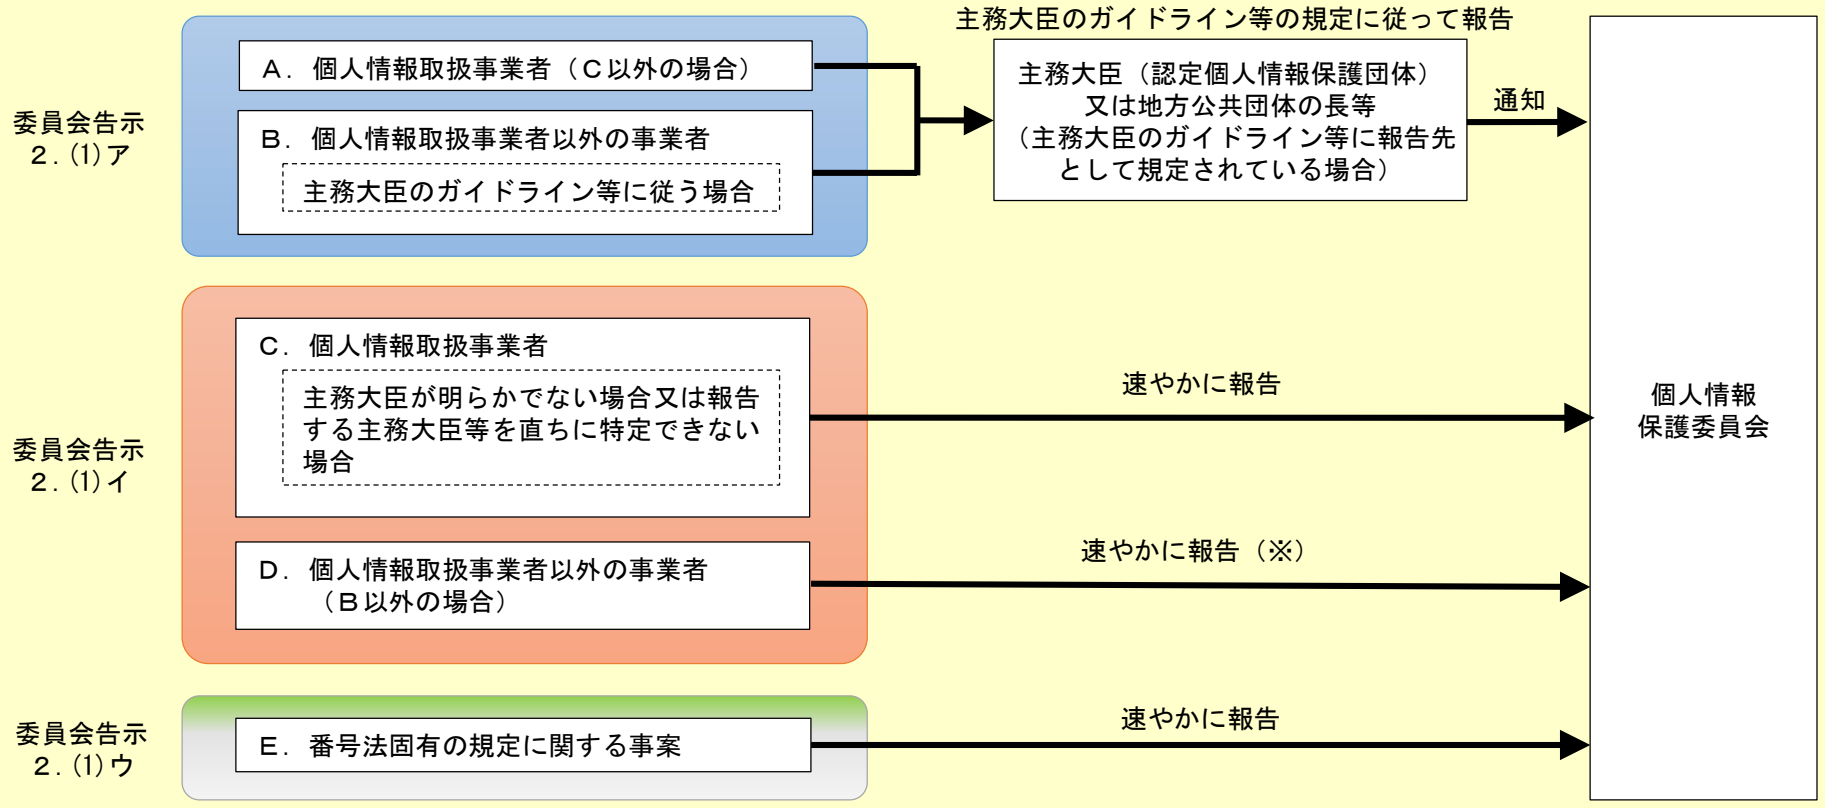 主務大臣のガイドライン等の規定に従って報告
委員会告示
２．(1)ア
Ａ．個人情報取扱事業者（Ｃ以外の場合）
Ｂ．個人情報取扱事業者以外の事業者
主務大臣のガイドライン等に従う場合
主務大臣（認定個人情報保護団体）
又は地方公共団体の長等
（主務大臣のガイドライン等に報告先
として規定されている場合）
通知
委員会告示
２．(1)イ
Ｃ．個人情報取扱事業者
主務大臣が明らかでない場合又は報告
する主務大臣等を直ちに特定できない
場合
速やかに報告
Ｄ．個人情報取扱事業者以外の事業者
（Ｂ以外の場合）
速やかに報告（※）
委員会告示
２．(1)ウ
Ｅ．番号法固有の規定に関する事案
速やかに報告
個人情報
保護委員会